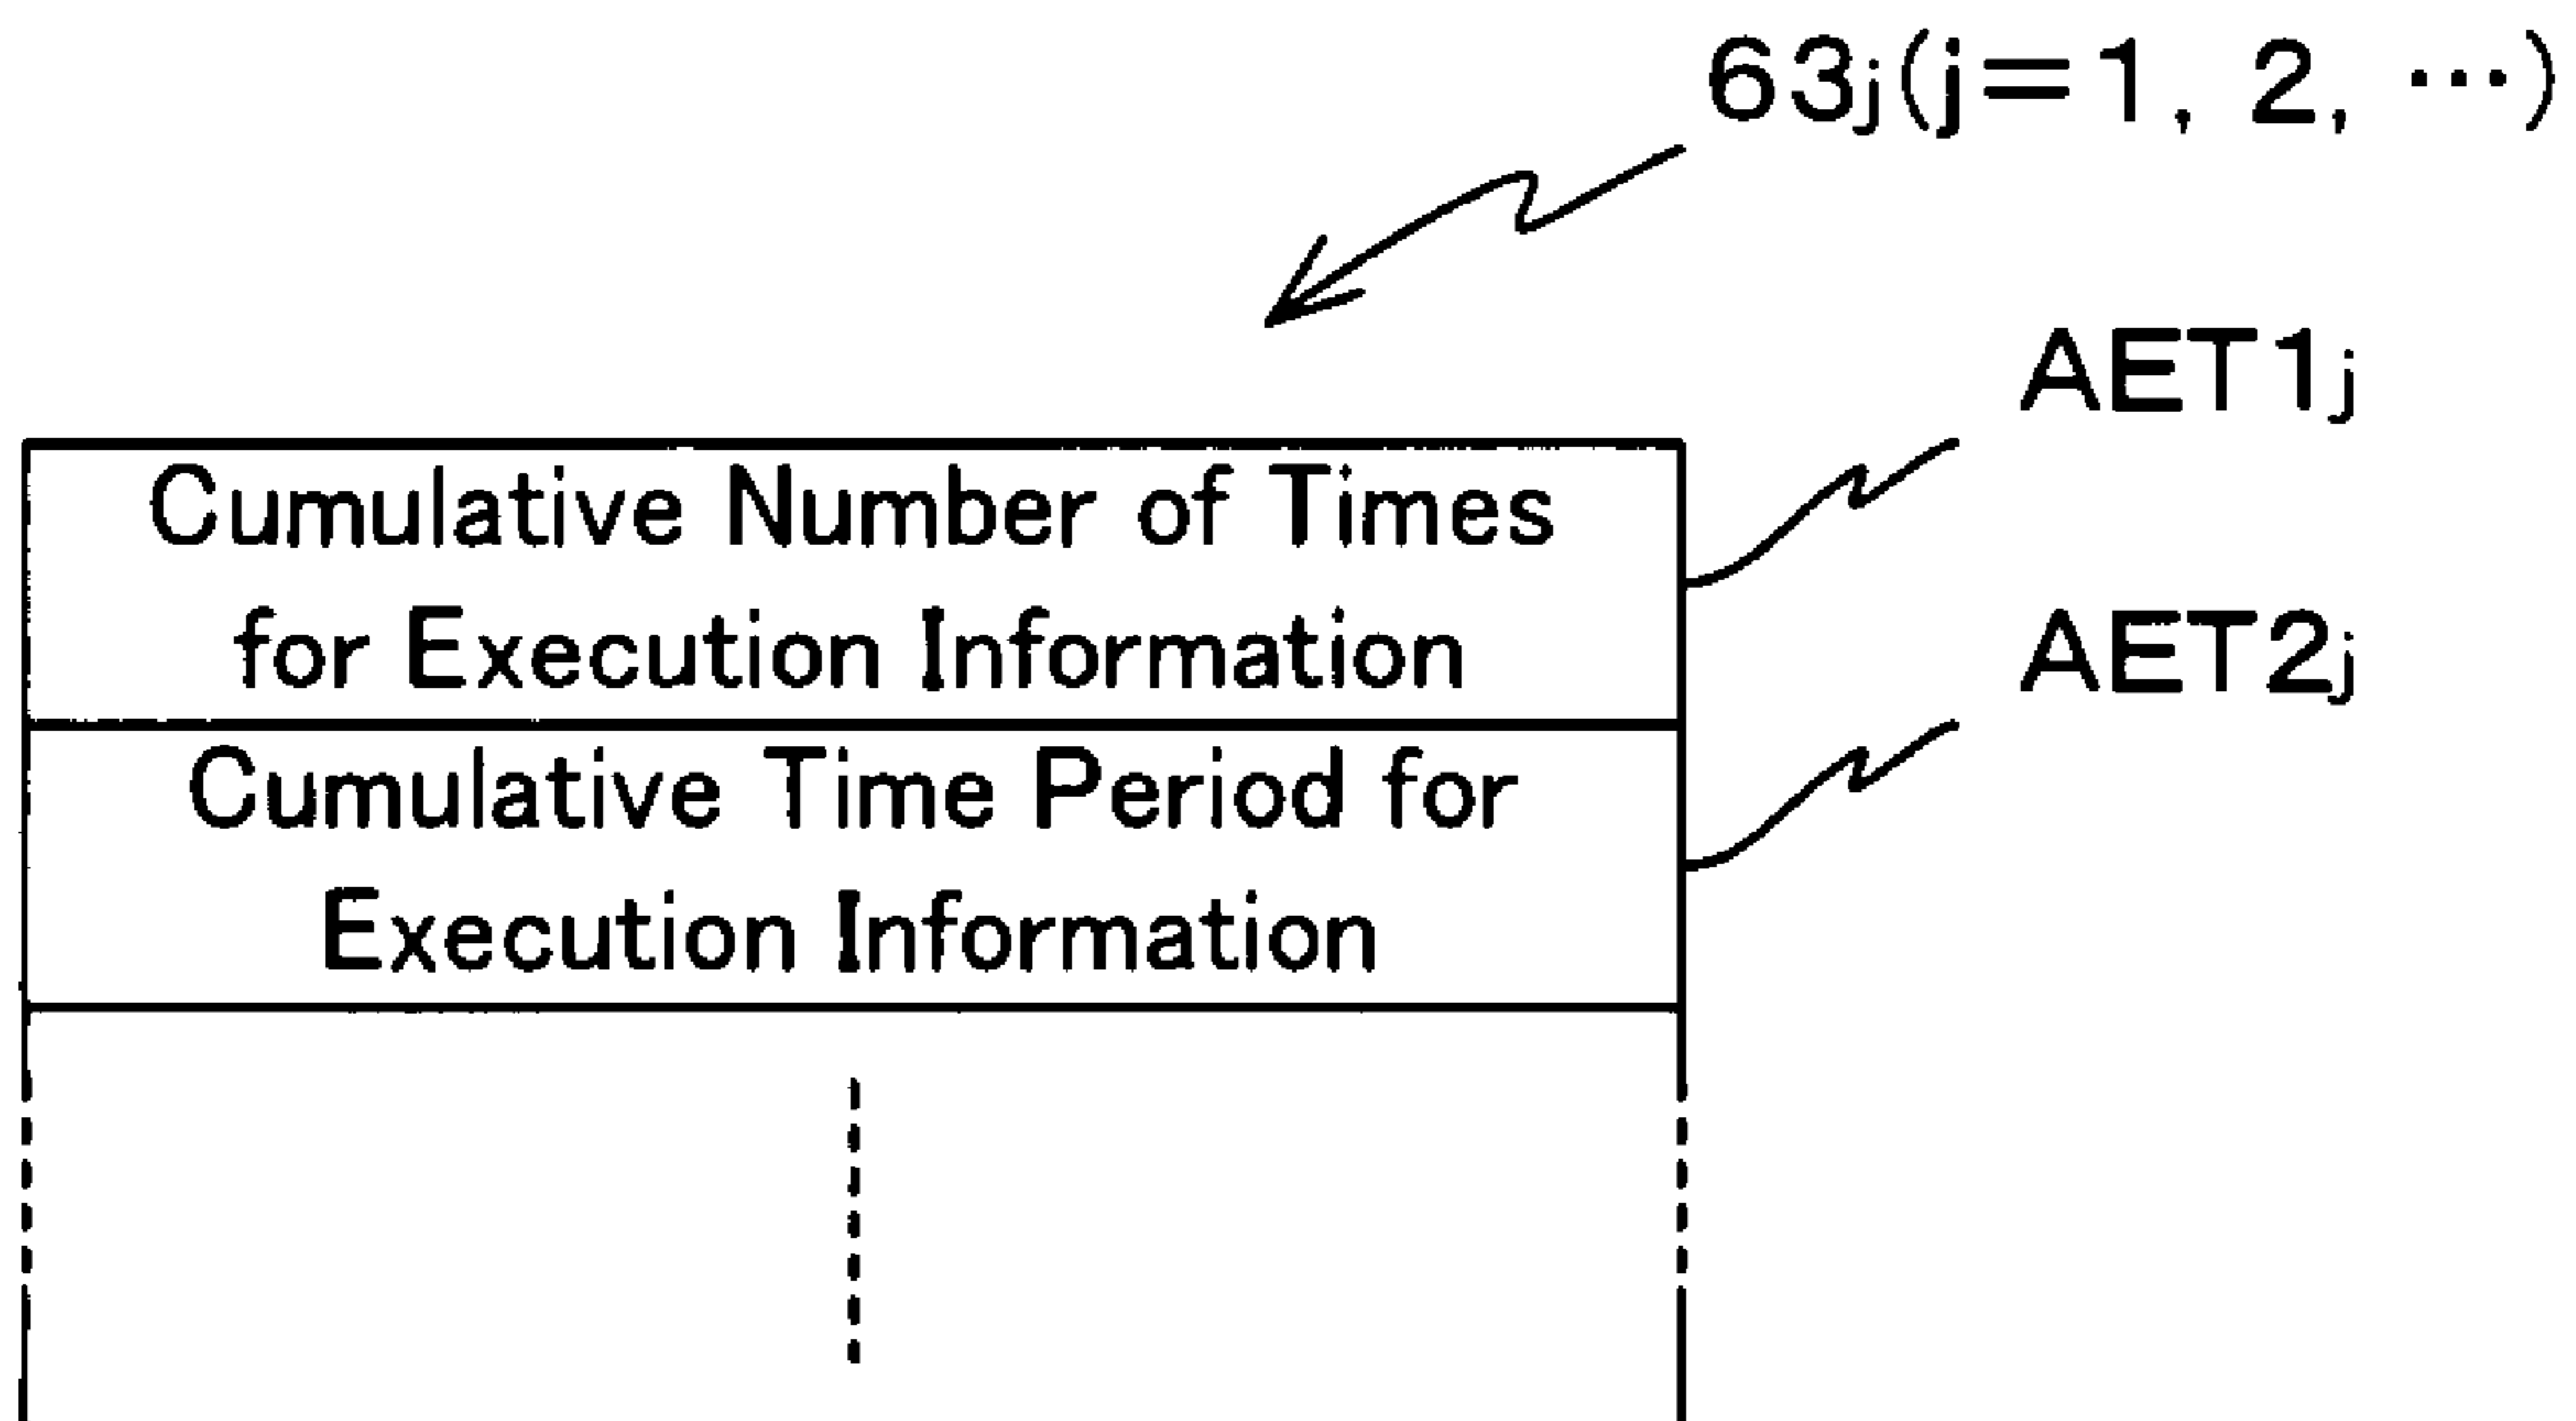 63j(j=1, 2, ···)
AET1j
Cumulative Number of Times
for Execution Information
AET2j
Cumulative Time Period for
Execution Information